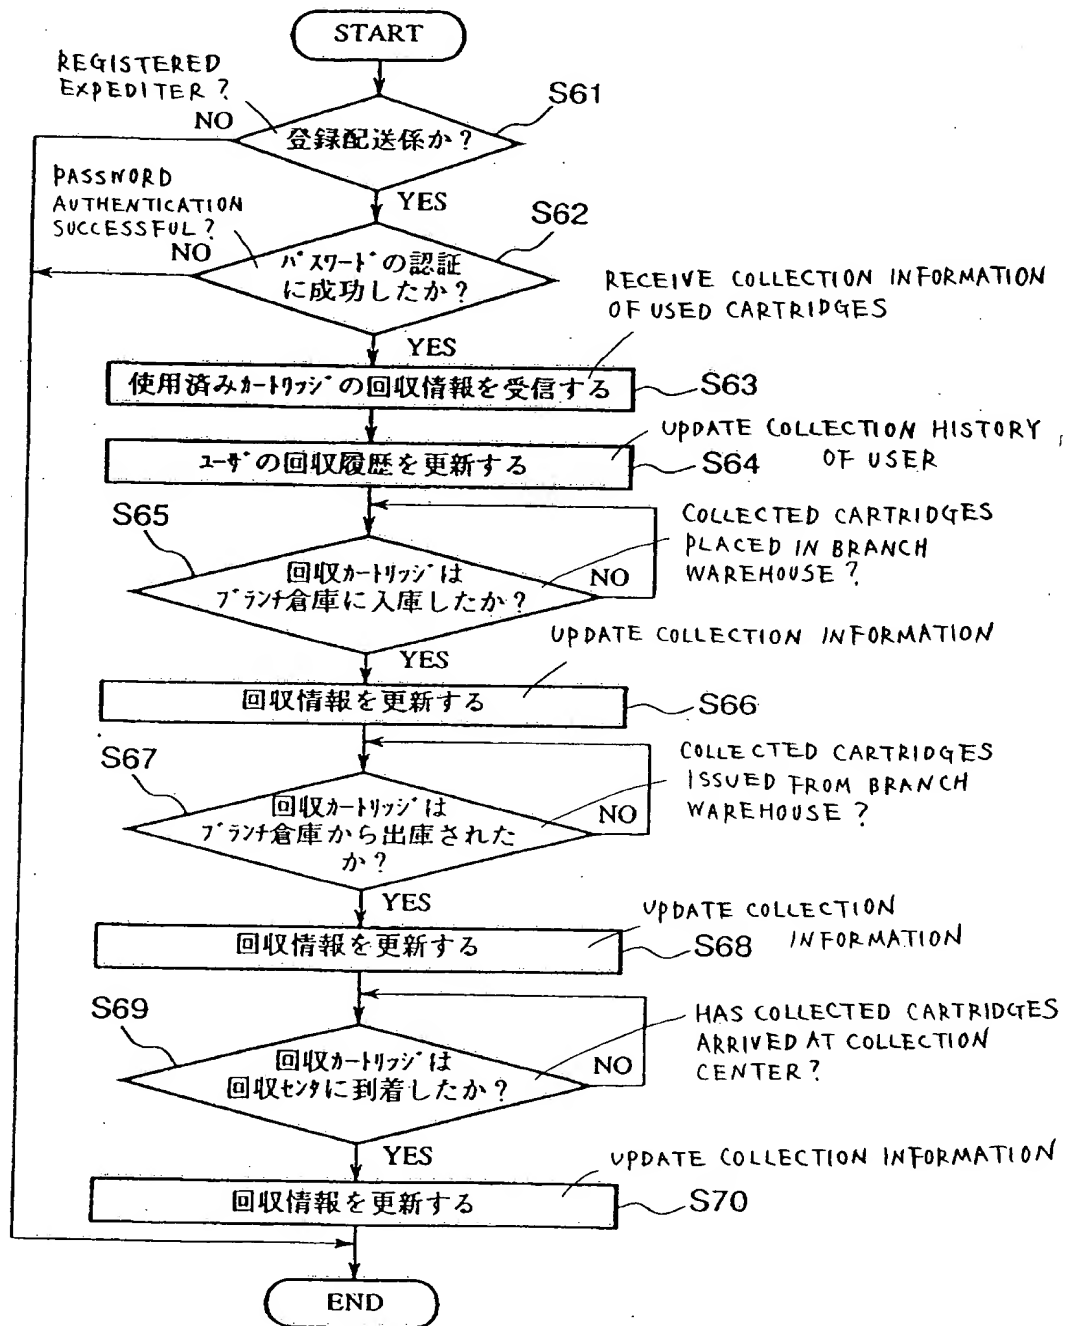 START
REGISTERED
EXPEDITER?
NO
S61
登録配送係か?
YES
PASSWORD
AUTHENTICATION
SUCCESSFUL?
NO
S62
パスワードの認証
に成功したか?
YES
RECEIVE COLLECTION INFORMATION
OF USED CARTRIDGES
使用済みカートリッジの回収情報を受信する
S63
UPDATE COLLECTION HISTORY
OF USER
ユーザの回収履歴を更新する
S64
S65
回収カートリッジは
ブランチ倉庫に入庫したか?
NO
COLLECTED CARTRIDGES
PLACED IN BRANCH
WAREHOUSE?
YES
UPDATE COLLECTION INFORMATION
回収情報を更新する
S66
S67
回収カートリッジは
ブランチ倉庫から出庫された
か?
NO
COLLECTED CARTRIDGES
ISSUED FROM BRANCH
WAREHOUSE?
YES
UPDATE COLLECTION
INFORMATION
回収情報を更新する
S68
S69
回収カートリッジは
回収センタに到着したか?
NO
HAS COLLECTED CARTRIDGES
ARRIVED AT COLLECTION
CENTER?
YES
UPDATE COLLECTION INFORMATION
回収情報を更新する
S70
END